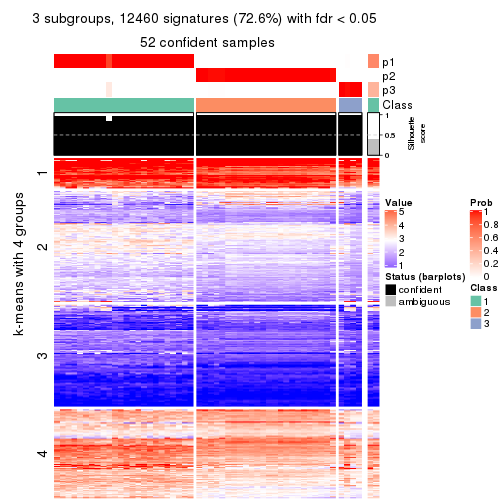 3 subgroups, 12460 signatures (72.6%) with fdr < 0.05
52 confident samples
p1
p2
p3
Class
1
0.5
0
Silhouette
score
k-means with 4 groups
1
2
3
4
Value
5
4
3
2
1
Status (barplots)
confident
ambiguous
Prob
1
0.8
0.6
0.4
0.2
0
Class
1
2
3